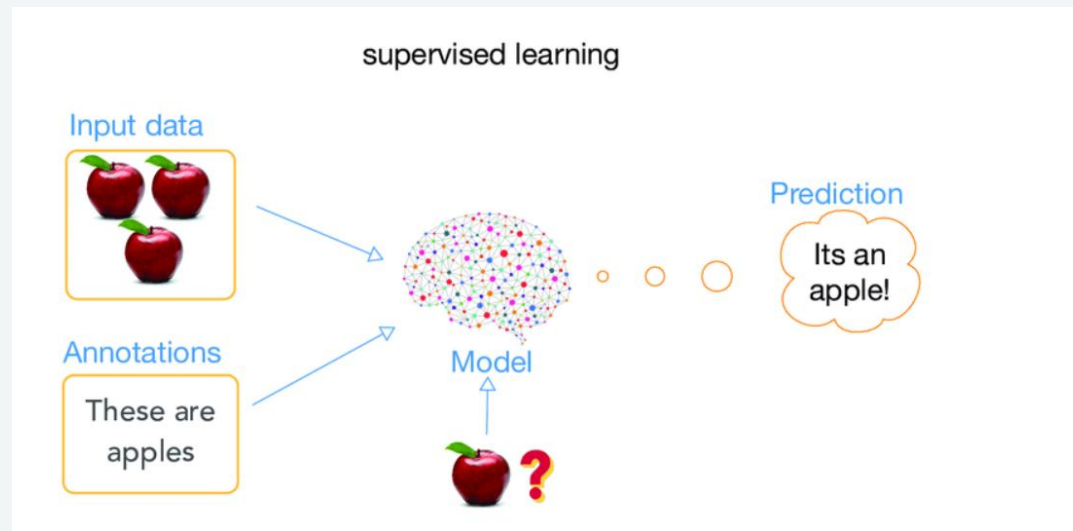 supervised learning
Input data
Annotations
These are
apples
Model
?
Prediction
Its an
apple!